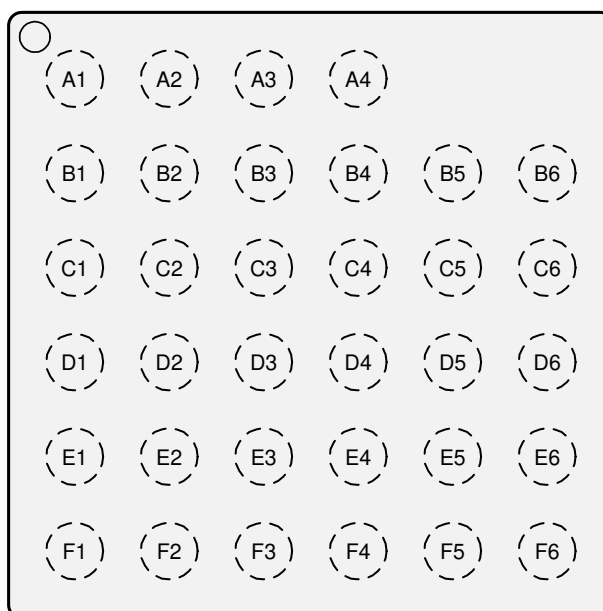 A1 A2 A3 A4
B1 B2 B3 B4 B5 B6
C1 C2 C3 C4 C5 C6
D1 D2 D3 D4 D5 D6
E1 E2 E3 E4 E5 E6
F1 F2 F3 F4 F5 F6